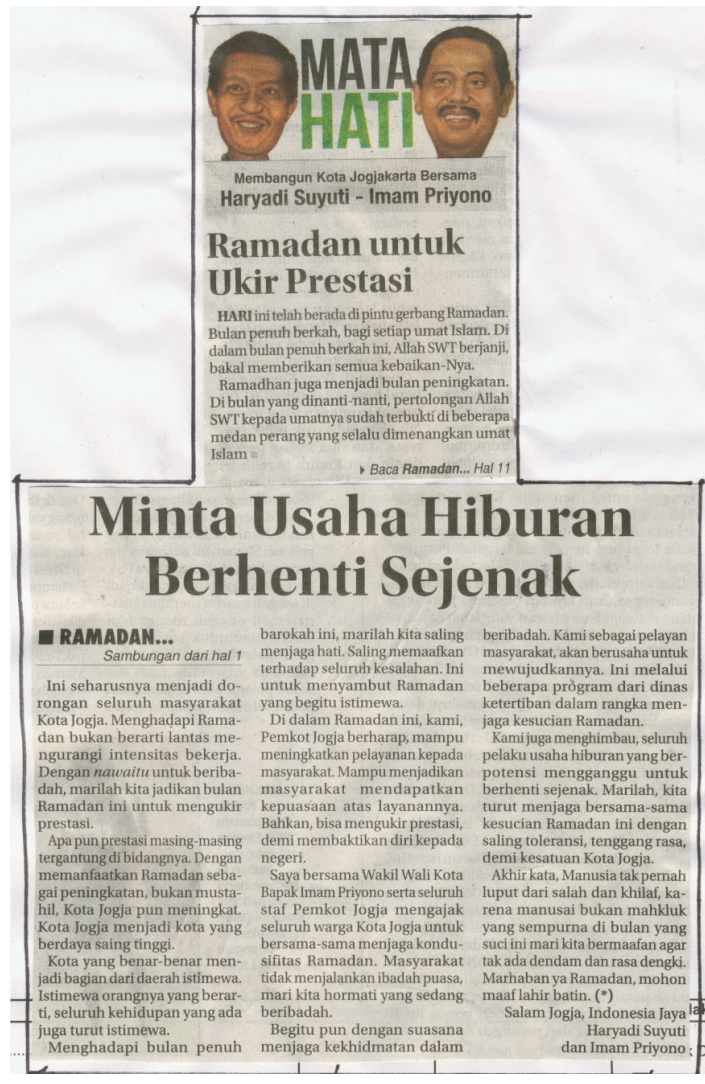 MATA
HATI
Membangun Kota Jogjakarta Bersama
Haryadi Suyuti - Imam Priyono
Ramadan untuk
Ukir Prestasi
HARI ini telah berada di pintu gerbang Ramadan.
Bulan penuh berkah, bagi setiap umat Islam. Di
dalam bulan penuh berkah ini, Allah SWT berjanji,
bakal memberikan semua kebaikan-Nya.
Ramadhan juga menjadi bulan peningkatan.
Di bulan yang dinanti-nanti, pertolongan Allah
SWT kepada umatnya sudah terbukti di beberapa
medan perang yang selalu dimenangkan umat
Islam
Baca Ramadan... Hal 11
Minta Usaha Hiburan
Berhenti Sejenak
RAMADAN...
Sambungan dari hal 1
Ini seharusnya menjadi do-
rongan seluruh masyarakat
Kota Jogja. Menghadapi Rama-
dan bukan berarti lantas me-
ngurangi intensitas bekerja.
Dengan nawaitu untuk beriba-
dah, marilah kita jadikan bulan
Ramadan ini untuk mengukir
prestasi.
Apa pun prestasi masing-masing
tergantung di bidangnya. Dengan
memanfaatkan Ramadan seba-
gai peningkatan, bukan musta-
hil, Kota Jogja pun meningkat.
Kota Jogja menjadi kota yang
berdaya saing tinggi.
Kota yang benar-benar men-
jadi bagian dari daerah istimewa.
Istimewa orangnya yang berar-
ti, seluruh kehidupan yang ada
juga turut istimewa.
Menghadapi bulan penuh
barokah ini, marilah kita saling
menjaga hati. Saling memaafkan
terhadap seluruh kesalahan. Ini
untuk menyambut Ramadan
yang begitu istimewa.
Di dalam Ramadan ini, kami,
Pemkot Jogja berharap, mampu
meningkatkan pelayanan kepada
masyarakat. Mampu menjadikan
masyarakat mendapatkan
kepuasaan atas layanannya.
Bahkan, bisa mengukir prestasi,
demi membaktikan diri kepada
negeri.
Saya bersama Wakil Wali Kota
Bapak Imam Priyono serta seluruh
staf Pemkot Jogja mengajak
seluruh warga Kota Jogja untuk
bersama-sama menjaga kondu-
sifitas Ramadan. Masyarakat
tidak menjalankan ibadah puasa,
mari kita hormati yang sedang
beribadah.
Begitu pun dengan suasana
menjaga kekhidmatan dalam
beribadah. Kami sebagai pelayan
masyarakat, akan berusaha untuk
mewujudkannya. Ini melalui
beberapa program dari dinas
ketertiban dalam rangka men-
jaga kesucian Ramadan.
Kami juga menghimbau, seluruh
pelaku usaha hiburan yang ber-
potensi mengganggu untuk
berhenti sejenak. Marilah, kita
turut menjaga bersama-sama
kesucian Ramadan ini dengan
saling toleransi, tenggang rasa,
demi kesatuan Kota Jogja.
Akhir kata, Manusia tak pernah
luput dari salah dan khilaf, ka-
rena manusai bukan mahkluk
yang sempurna di bulan yang
suci ini mari kita bermaafan agar
tak ada dendam dan rasa dengki.
Marhaban ya Ramadan, mohon
maaf lahir batin. (*)
Salam Jogja, Indonesia Jaya
Haryadi Suyuti
dan Imam Priyono